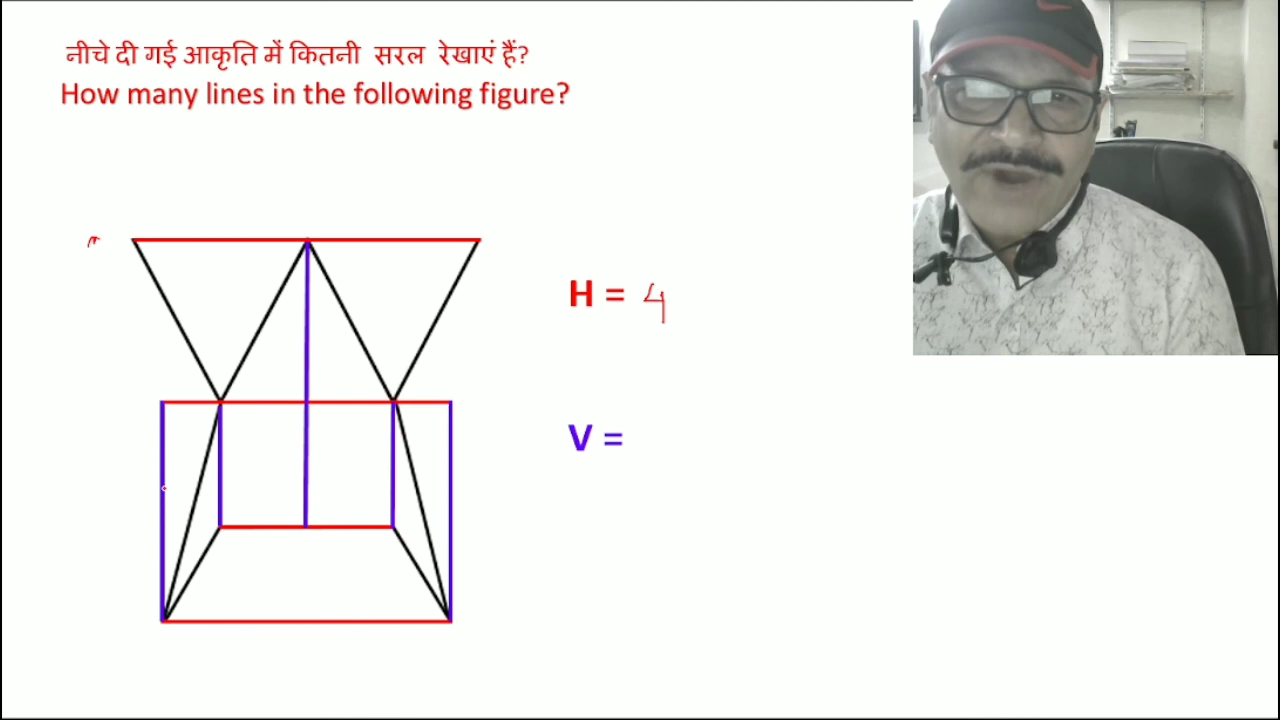 नीचे दी गई आकृति में कितनी सरल रेखाएं हैं?
How many lines in the following figure?
H = 4
V =